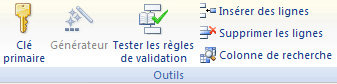 Clé
primaire
Générateur
Tester les règles
de validation
Insérer des lignes
Supprimer les lignes
Colonne de recherche
Outils